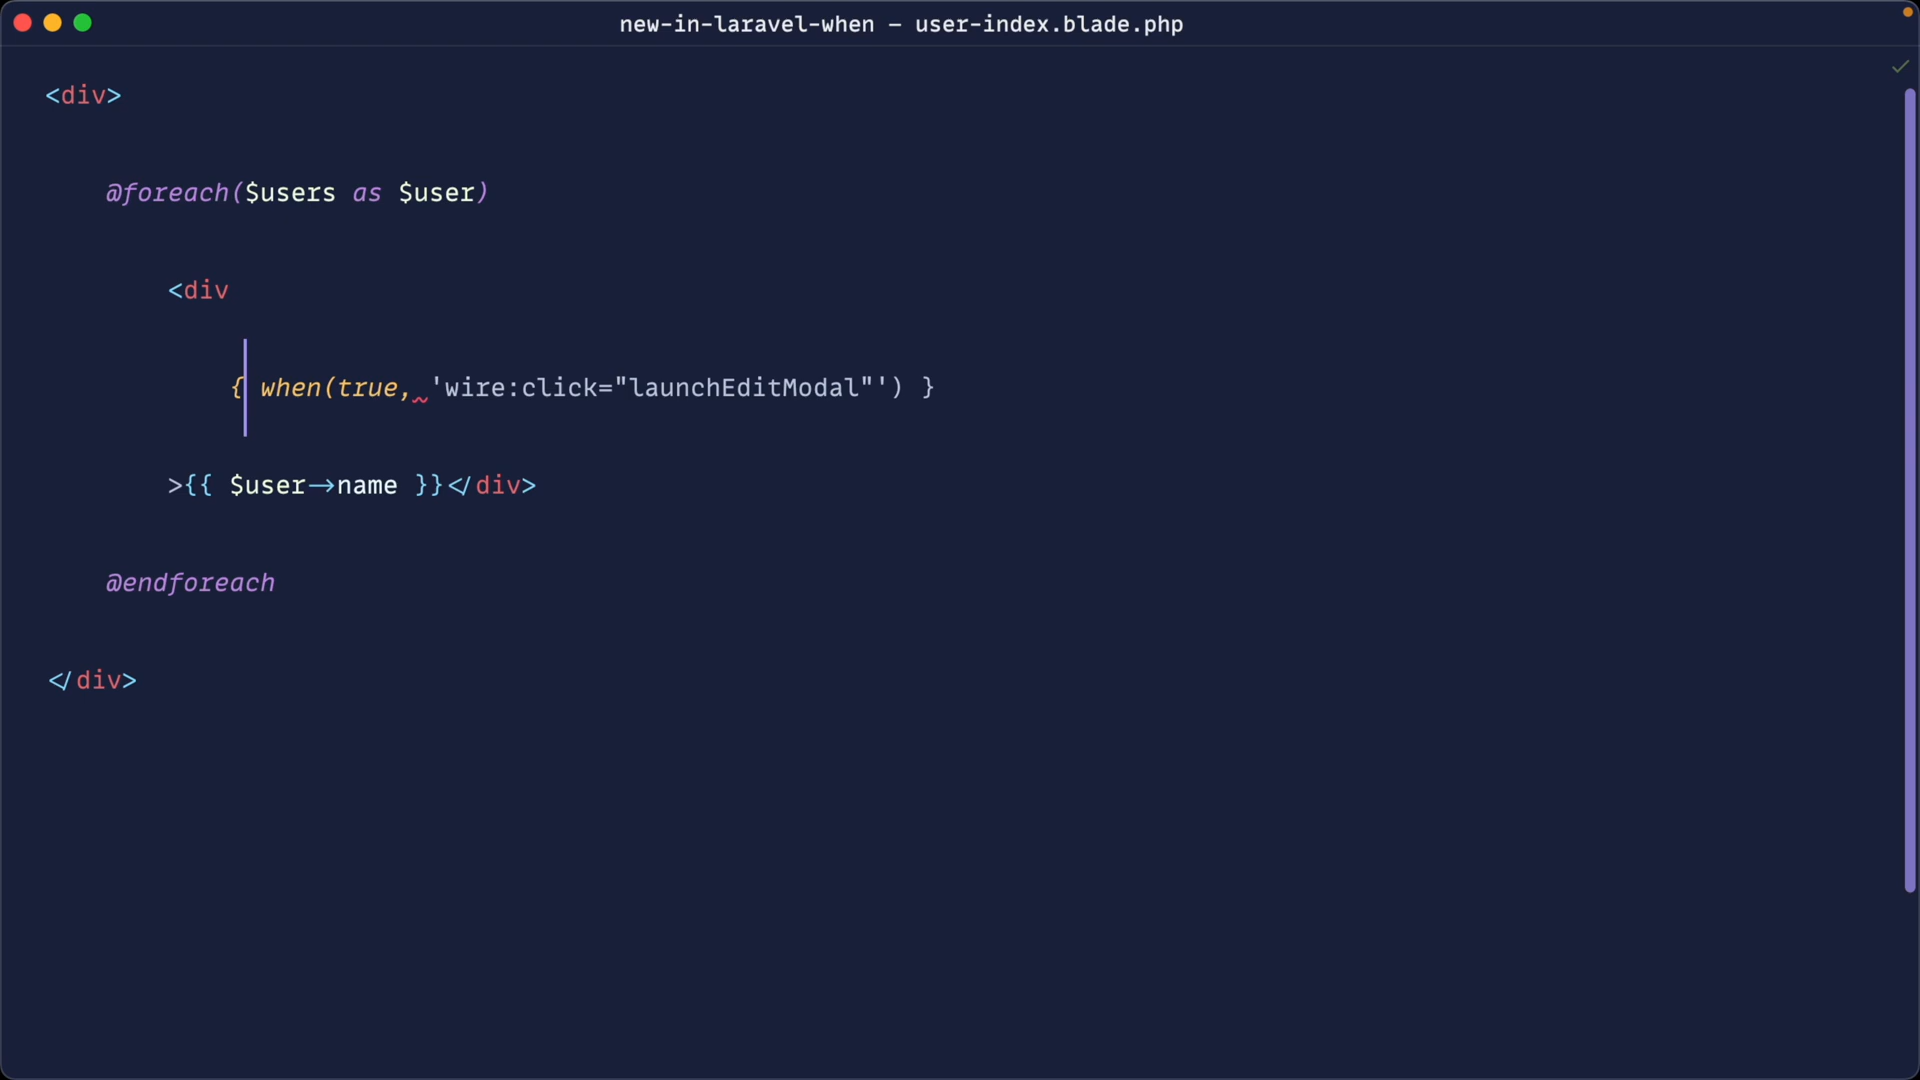 new-in-laravel-when – user-index.blade.php
<div>
@foreach($users as $user)
<div
{ when(true, 'wire:click="launchEditModal"') }
>{{ $user->name }}</div>
@endforeach
</div>